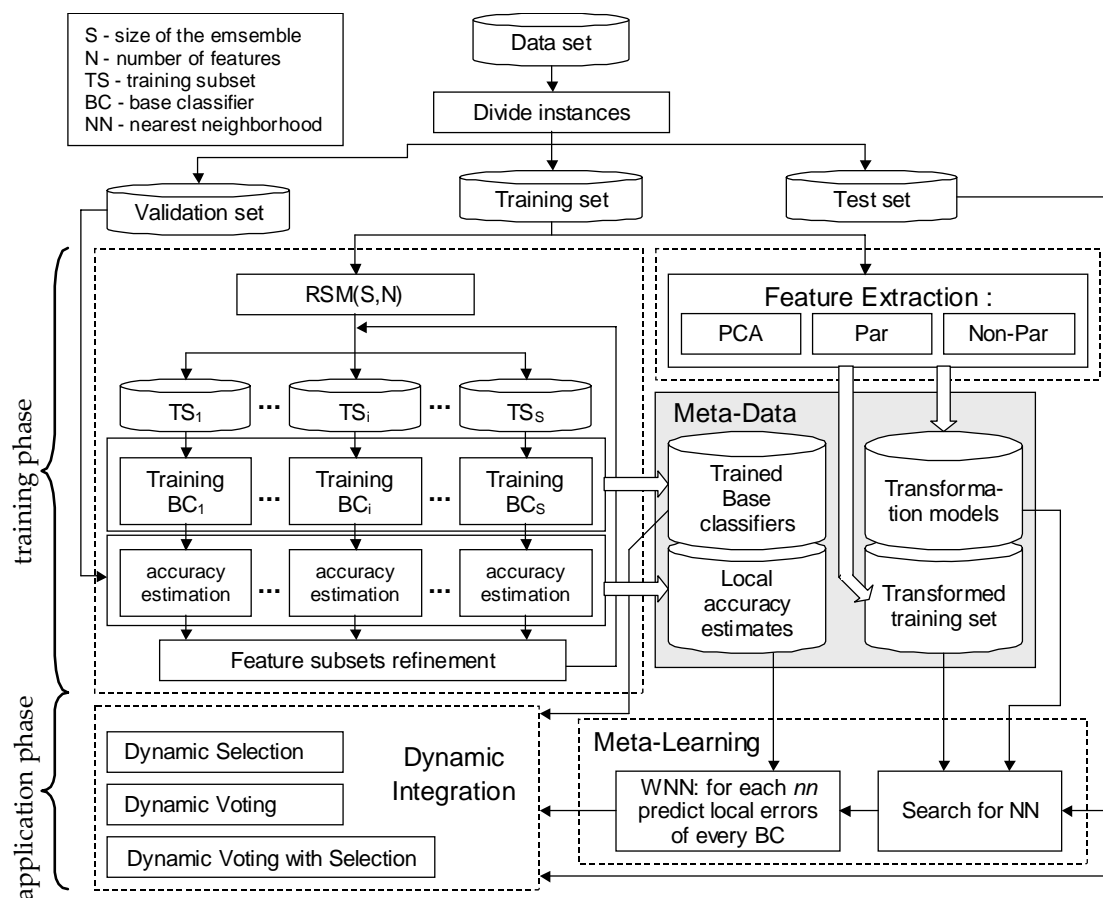 S - size of the emsemble
N - number of features
TS - training subset
BC - base classifier
NN - nearest neighborhood
Data set
Divide instances
Validation set
Training set
Test set
training phase
application phase
RSM(S,N)
TS1
...
TSi
...
TSS
Training
BC1
...
Training
BCi
...
Training
BCS
accuracy
estimation
...
accuracy
estimation
...
accuracy
estimation
Feature subsets refinement
Feature Extraction :
PCA
Par
Non-Par
Meta-Data
Trained
Base
classifiers
Transforma-
tion models
Local
accuracy
estimates
Transformed
training set
Dynamic Selection
Dynamic Voting
Dynamic Voting with Selection
Dynamic
Integration
Meta-Learning
WNN: for each nn
predict local errors
of every BC
Search for NN